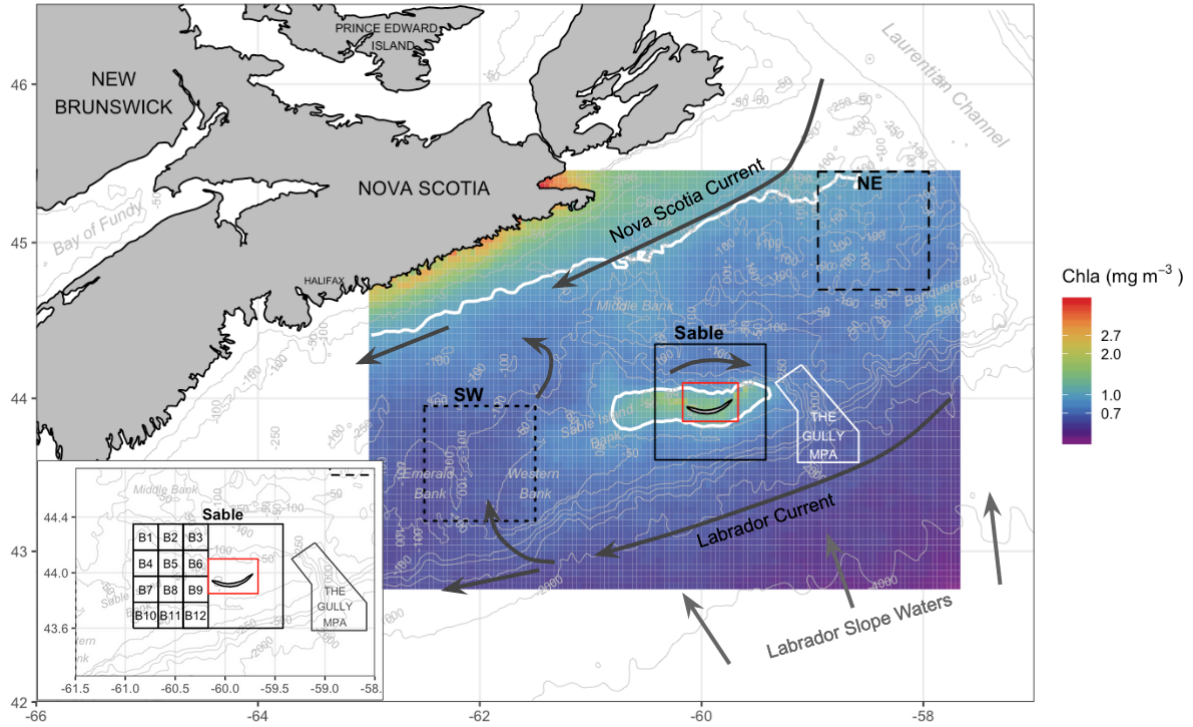 PRINCE EDWARD
ISLAND
NEW
BRUNSWICK
NOVA SCOTIA
HALIFAX
Bay of Fundy
Laurentian Channel
Nova Scotia Current
NE
Middle Bank
Banquereau
Bank
Sable
SW
Sable Island
Bank
Emerald
Bank
Western
Bank
THE
GULLY
MPA
Labrador Current
Labrador Slope Waters
46
45
44
43
42
-66
-64
-62
-60
-58
Chla (mg m⁻³)
2.7
2.0
1.0
0.7
Middle Bank
Sable
B1 B2 B3
B4 B5 B6
B7 B8 B9
B10 B11 B12
THE
GULLY
MPA
44.4
44.0
43.6
-61.5 -61.0 -60.5 -60.0 -59.5 -59.0 -58.